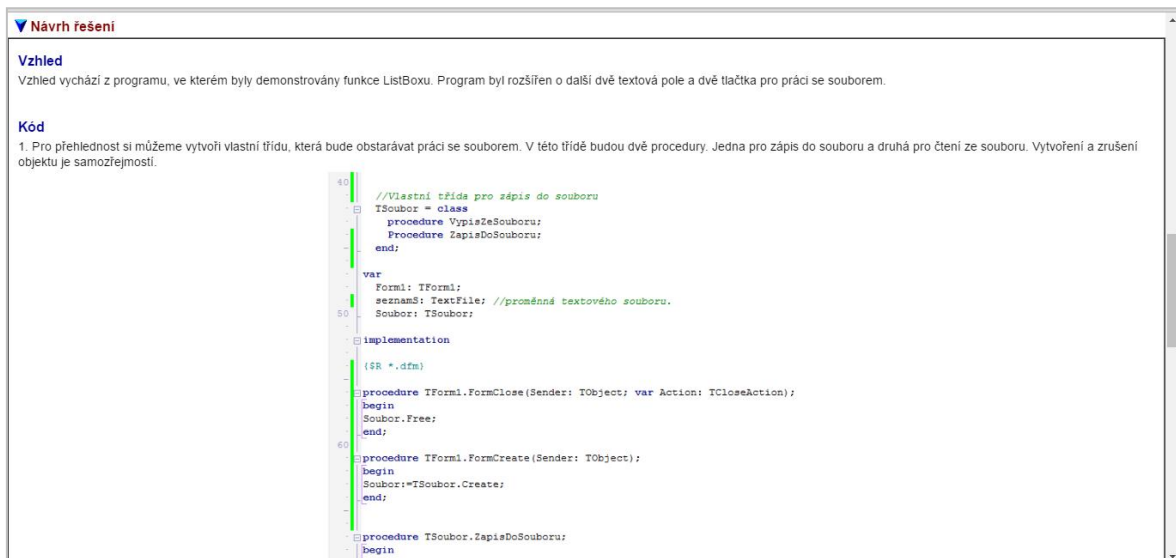 Návrh řešení
Vzhled
Vzhled vychází z programu, ve kterém byly demonstrovány funkce ListBoxu. Program byl rozšířen o další dvě textová pole a dvě tlačtka pro práci se souborem.
Kód
1. Pro přehlednost si můžeme vytvoři vlastní třídu, která bude obstarávat práci se souborem. V této třídě budou dvě procedury. Jedna pro zápis do souboru a druhá pro čtení ze souboru. Vytvoření a zrušení
objektu je samozřejmostí.
40
//Vlastní třída pro zápis do souboru
TSoubor = class
procedure VypisZeSouboru;
Procedure ZapisDoSouboru;
end;
var
Form1: TForm1;
seznamS: TextFile; //proměnná textového souboru.
50 Soubor: TSoubor;
implementation
{$R *.dfm}
procedure TForm1.FormClose(Sender: TObject; var Action: TCloseAction);
begin
Soubor.Free;
end;
60
procedure TForm1.FormCreate(Sender: TObject);
begin
Soubor:=TSoubor.Create;
end;
procedure TSoubor.ZapisDoSouboru;
begin